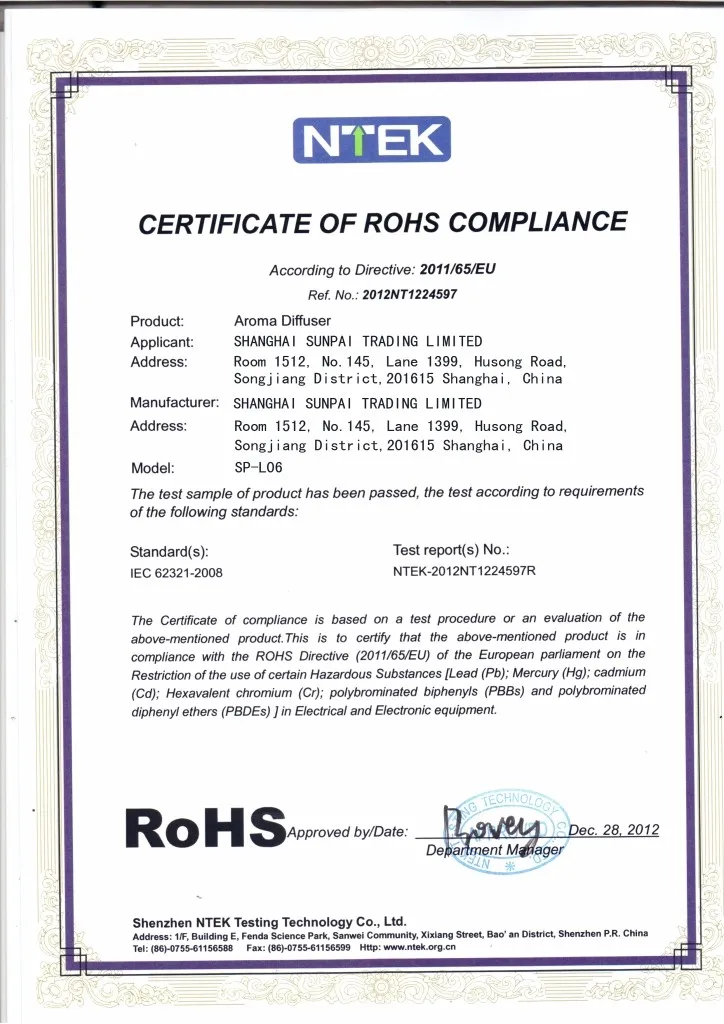 NTEK
CERTIFICATE OF ROHS COMPLIANCE
According to Directive: 2011/65/EU
Ref. No.: 2012NT1224597
Product: Aroma Diffuser
Applicant: SHANGHAI SUNPAI TRADING LIMITED
Address: Room 1512, No.145, Lane 1399, Husong Road,
Songjiang District,201615 Shanghai, China
Manufacturer: SHANGHAI SUNPAI TRADING LIMITED
Address: Room 1512, No.145, Lane 1399, Husong Road,
Songjiang District,201615 Shanghai, China
Model: SP-L06
The test sample of product has been passed, the test according to requirements
of the following standards:
Standard(s): Test report(s) No.:
IEC 62321-2008 NTEK-2012NT1224597R
The Certificate of compliance is based on a test procedure or an evaluation of the
above-mentioned product.This is to certify that the above-mentioned product is in
compliance with the ROHS Directive (2011/65/EU) of the European parliament on the
Restriction of the use of certain Hazardous Substances [Lead (Pb); Mercury (Hg); cadmium
(Cd); Hexavalent chromium (Cr); polybrominated biphenyls (PBBs) and polybrominated
diphenyl ethers (PBDEs) ] in Electrical and Electronic equipment.
RoHS Approved by/Date: Dec. 28, 2012
Department Manager
TECHNOLOGY
NTEK
Shenzhen NTEK Testing Technology Co., Ltd.
Address: 1/F, Building E, Fenda Science Park, Sanwei Community, Xixiang Street, Bao' an District, Shenzhen P.R. China
Tel: (86)-0755-61156588 Fax: (86)-0755-61156599 Http: www.ntek.org.cn